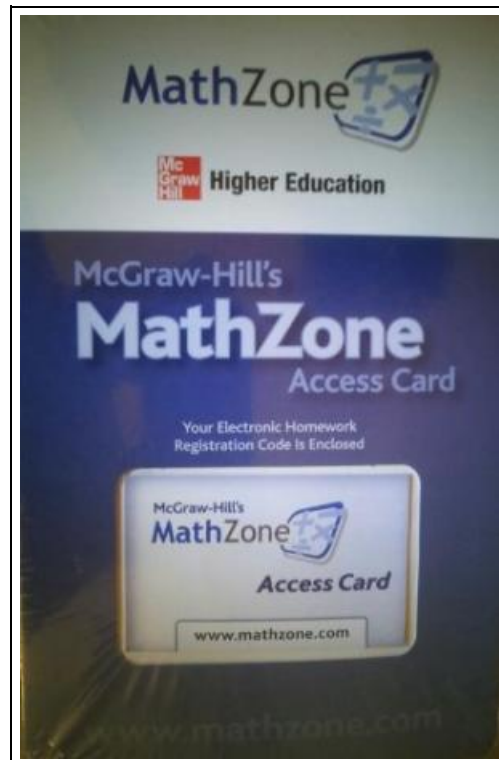 MathZone
Mc
Graw
Hill
Higher Education
McGraw-Hill's
MathZone
Access Card
Your Electronic Homework
Registration Code is Enclosed
McGraw-Hill's
MathZone
Access Card
www.mathzone.com
www.mathzone.com